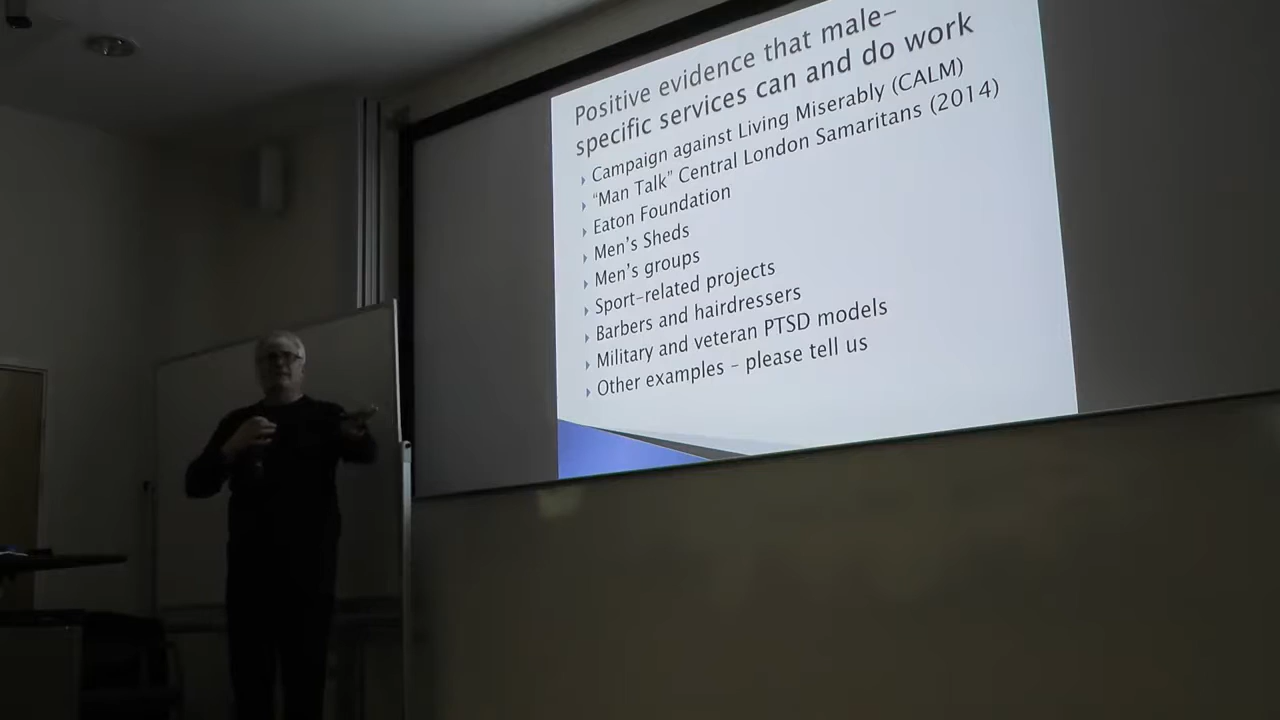 Positive evidence that male-
specific services can and do work
Campaign against Living Miserably (CALM)
“Man Talk” Central London Samaritans (2014)
Eaton Foundation
Men's Sheds
Men's groups
Sport-related projects
Barbers and hairdressers
Military and veteran PTSD models
Other examples - please tell us